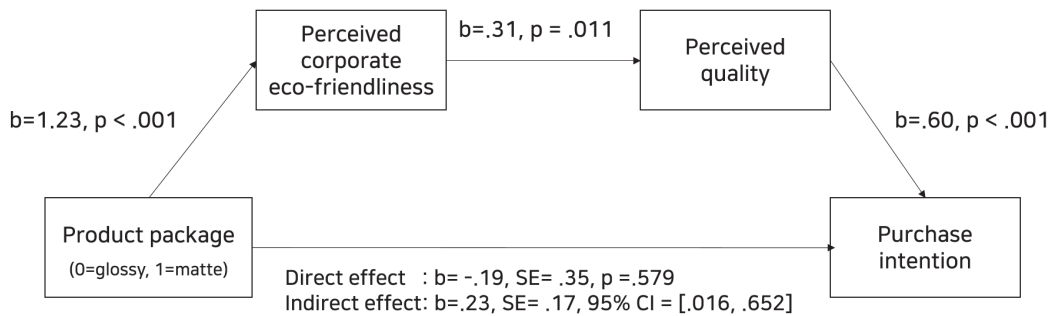 Perceived
corporate
eco-friendliness
b=.31, p = .011
Perceived
quality
b=1.23, p < .001
b=.60, p < .001
Product package
(0=glossy, 1=matte)
Purchase
intention
Direct effect : b= -.19, SE= .35, p =.579
Indirect effect: b=.23, SE= .17, 95% CI = [.016, .652]